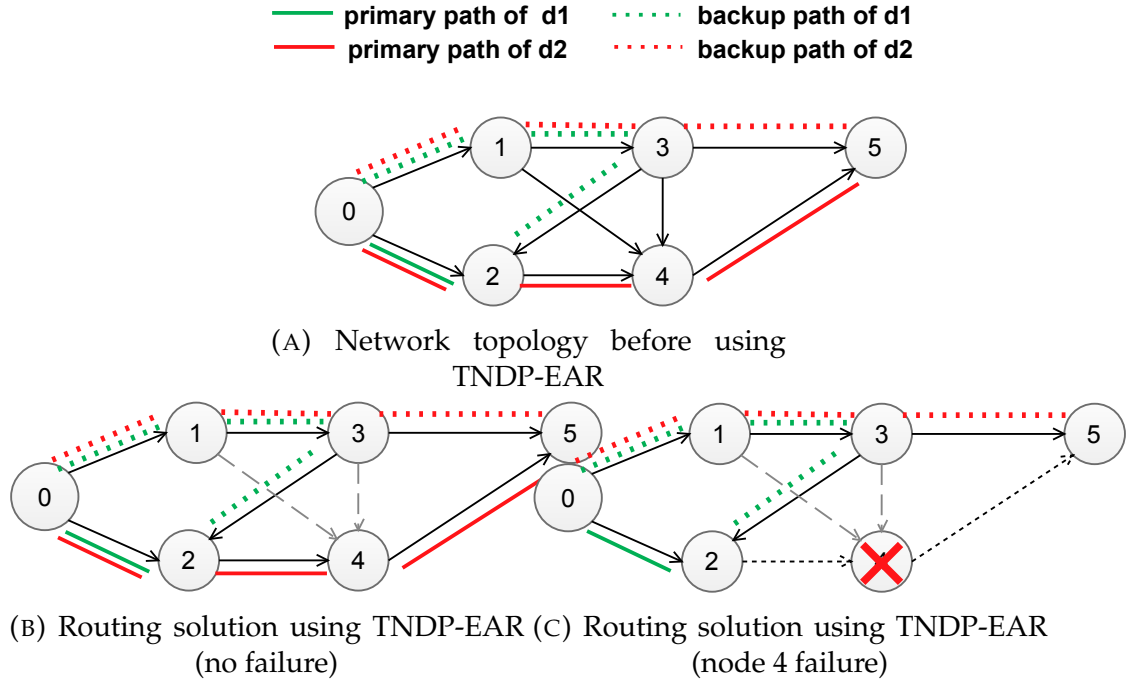 primary path of d1 backup path of d1
primary path of d2 backup path of d2
1 3 5
0
2 4
(A) Network topology before using
TNDP-EAR
1 3 5 1 3 5
0 0
2 4 2
(B) Routing solution using TNDP-EAR (C) Routing solution using TNDP-EAR
(no failure) (node 4 failure)